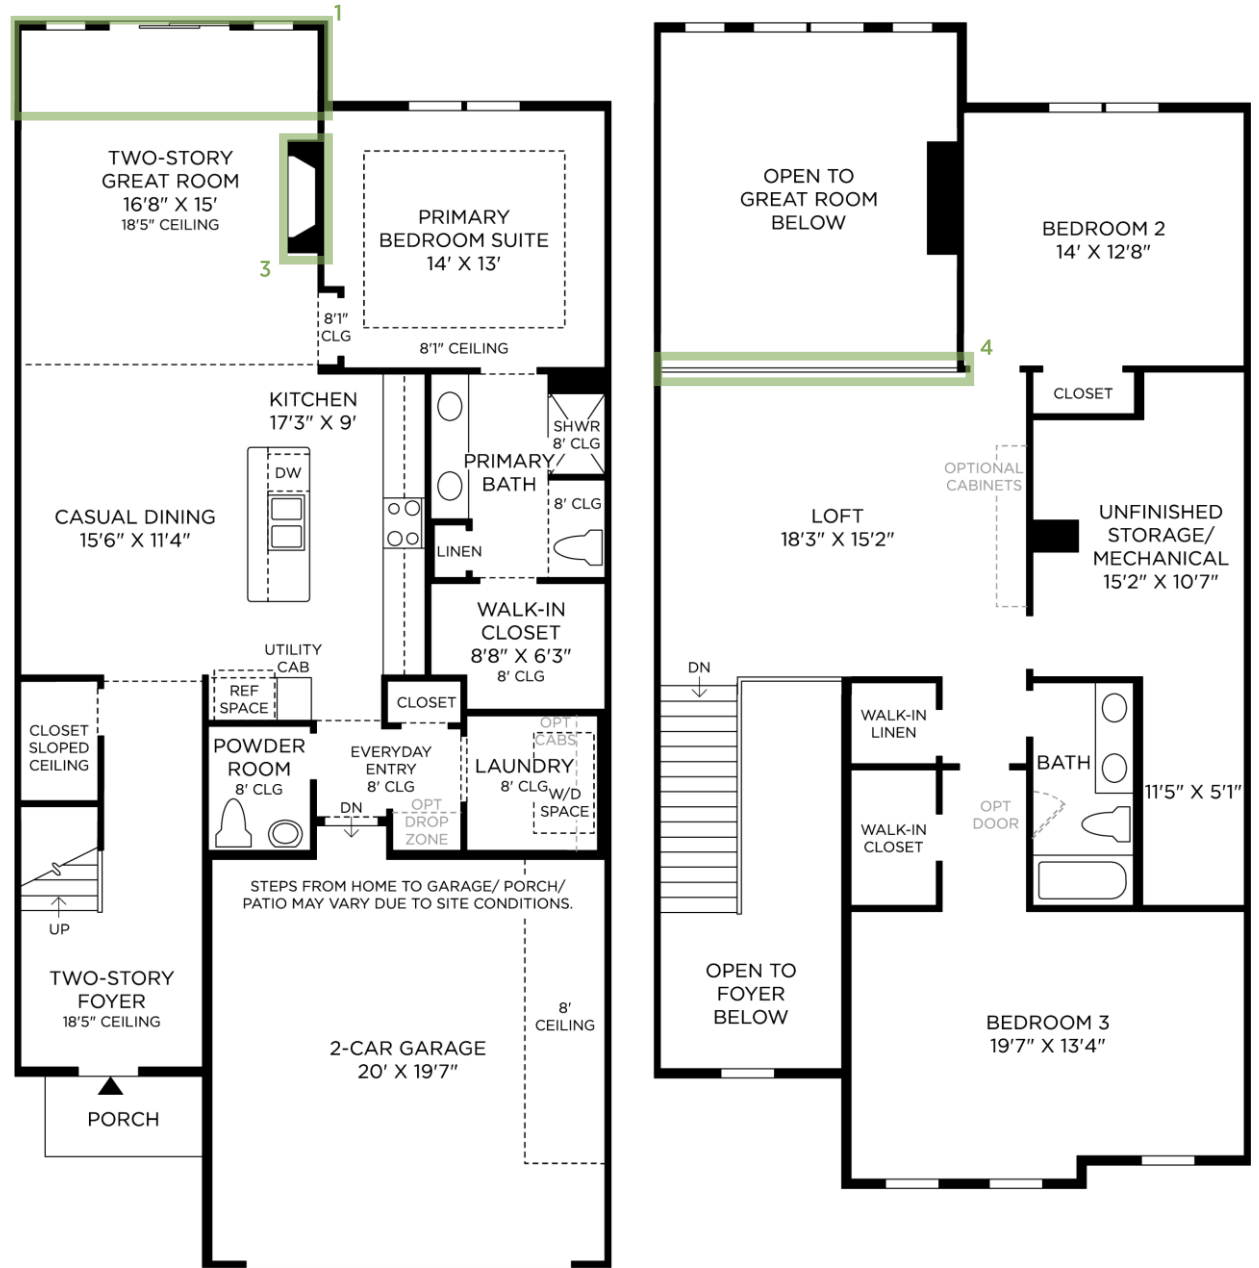 1
TWO-STORY
GREAT ROOM
16'8" X 15'
18'5" CEILING
3
PRIMARY
BEDROOM SUITE
14' X 13'
8'1"
CLG
8'1" CEILING
KITCHEN
17'3" X 9'
DW
CASUAL DINING
15'6" X 11'4"
SHWR
8' CLG
PRIMARY
BATH
8' CLG
LINEN
WALK-IN
CLOSET
8'8" X 6'3"
8' CLG
UTILITY
CAB
REF
SPACE
CLOSET
CLOSET
SLOPED
CEILING
POWDER
ROOM
8' CLG
EVERYDAY
ENTRY
8' CLG
DN
OPT
DROP
ZONE
OPT
CABS
LAUNDRY
8' CLG
W/D
SPACE
UP
STEPS FROM HOME TO GARAGE/ PORCH/
PATIO MAY VARY DUE TO SITE CONDITIONS.
TWO-STORY
FOYER
18'5" CEILING
8'
CEILING
2-CAR GARAGE
20' X 19'7"
PORCH
OPEN TO
GREAT ROOM
BELOW
BEDROOM 2
14' X 12'8"
4
CLOSET
OPTIONAL
CABINETS
LOFT
18'3" X 15'2"
UNFINISHED
STORAGE/
MECHANICAL
15'2" X 10'7"
DN
WALK-IN
LINEN
BATH
11'5" X 5'1"
OPT
DOOR
WALK-IN
CLOSET
OPEN TO
FOYER
BELOW
BEDROOM 3
19'7" X 13'4"